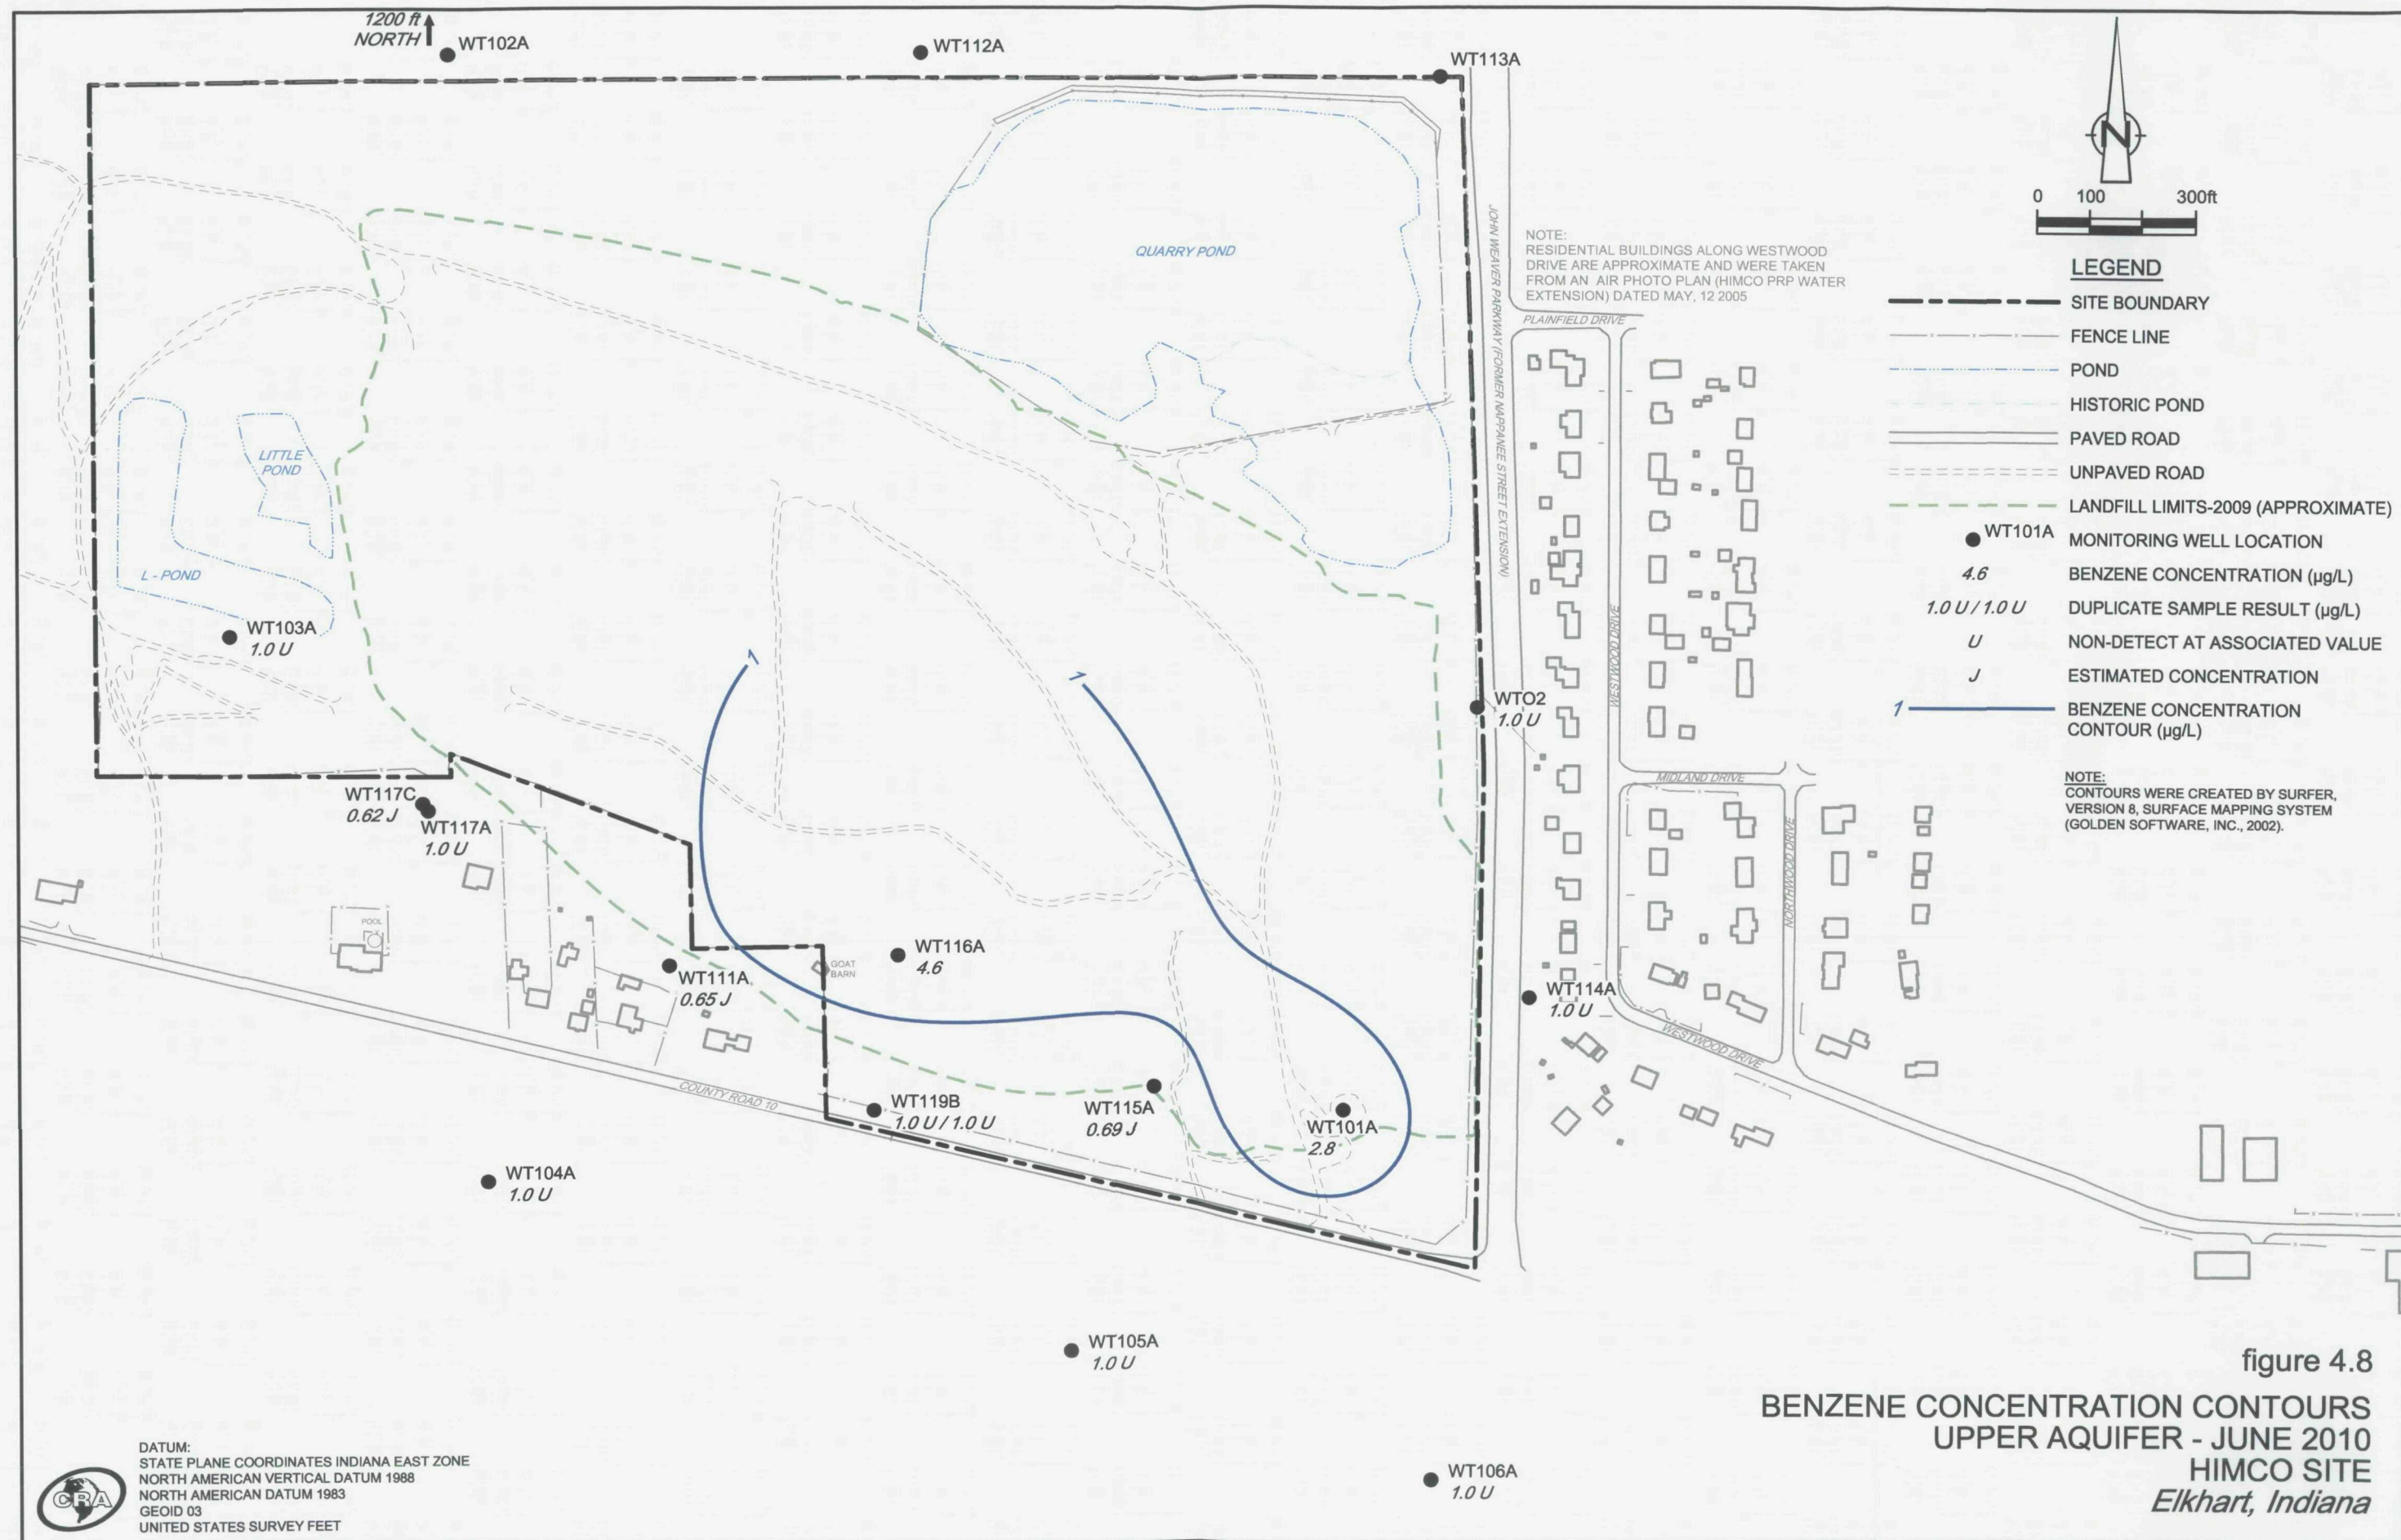 1200 ft
NORTH
WT102A
WT112A
WT113A
N
0 100 300ft
QUARRY POND
JOHN WEAVER PARKWAY (FORMER NAPPANEE STREET EXTENSION)
NOTE:
RESIDENTIAL BUILDINGS ALONG WESTWOOD
DRIVE ARE APPROXIMATE AND WERE TAKEN
FROM AN AIR PHOTO PLAN (HIMCO PRP WATER
EXTENSION) DATED MAY, 12 2005
PLAINFIELD DRIVE
LEGEND
SITE BOUNDARY
FENCE LINE
POND
HISTORIC POND
PAVED ROAD
UNPAVED ROAD
LANDFILL LIMITS-2009 (APPROXIMATE)
WT101A MONITORING WELL LOCATION
4.6 BENZENE CONCENTRATION (µg/L)
1.0 U / 1.0 U DUPLICATE SAMPLE RESULT (µg/L)
U NON-DETECT AT ASSOCIATED VALUE
J ESTIMATED CONCENTRATION
1 BENZENE CONCENTRATION
CONTOUR (µg/L)
NOTE:
CONTOURS WERE CREATED BY SURFER,
VERSION 8, SURFACE MAPPING SYSTEM
(GOLDEN SOFTWARE, INC., 2002).
LITTLE
POND
L - POND
WT103A
1.0 U
1
1
WTO2
1.0 U
WESTWOOD DRIVE
MIDLAND DRIVE
NORTHWOOD DRIVE
WT117C
0.62 J
WT117A
1.0 U
POOL
WT111A
0.65 J
GOAT
BARN
WT116A
4.6
WT114A
1.0 U
WESTWOOD DRIVE
COUNTY ROAD 10
WT119B
1.0 U / 1.0 U
WT115A
0.69 J
WT101A
2.8
WT104A
1.0 U
WT105A
1.0 U
WT106A
1.0 U
figure 4.8
BENZENE CONCENTRATION CONTOURS
UPPER AQUIFER - JUNE 2010
HIMCO SITE
Elkhart, Indiana
CRA
DATUM:
STATE PLANE COORDINATES INDIANA EAST ZONE
NORTH AMERICAN VERTICAL DATUM 1988
NORTH AMERICAN DATUM 1983
GEOID 03
UNITED STATES SURVEY FEET